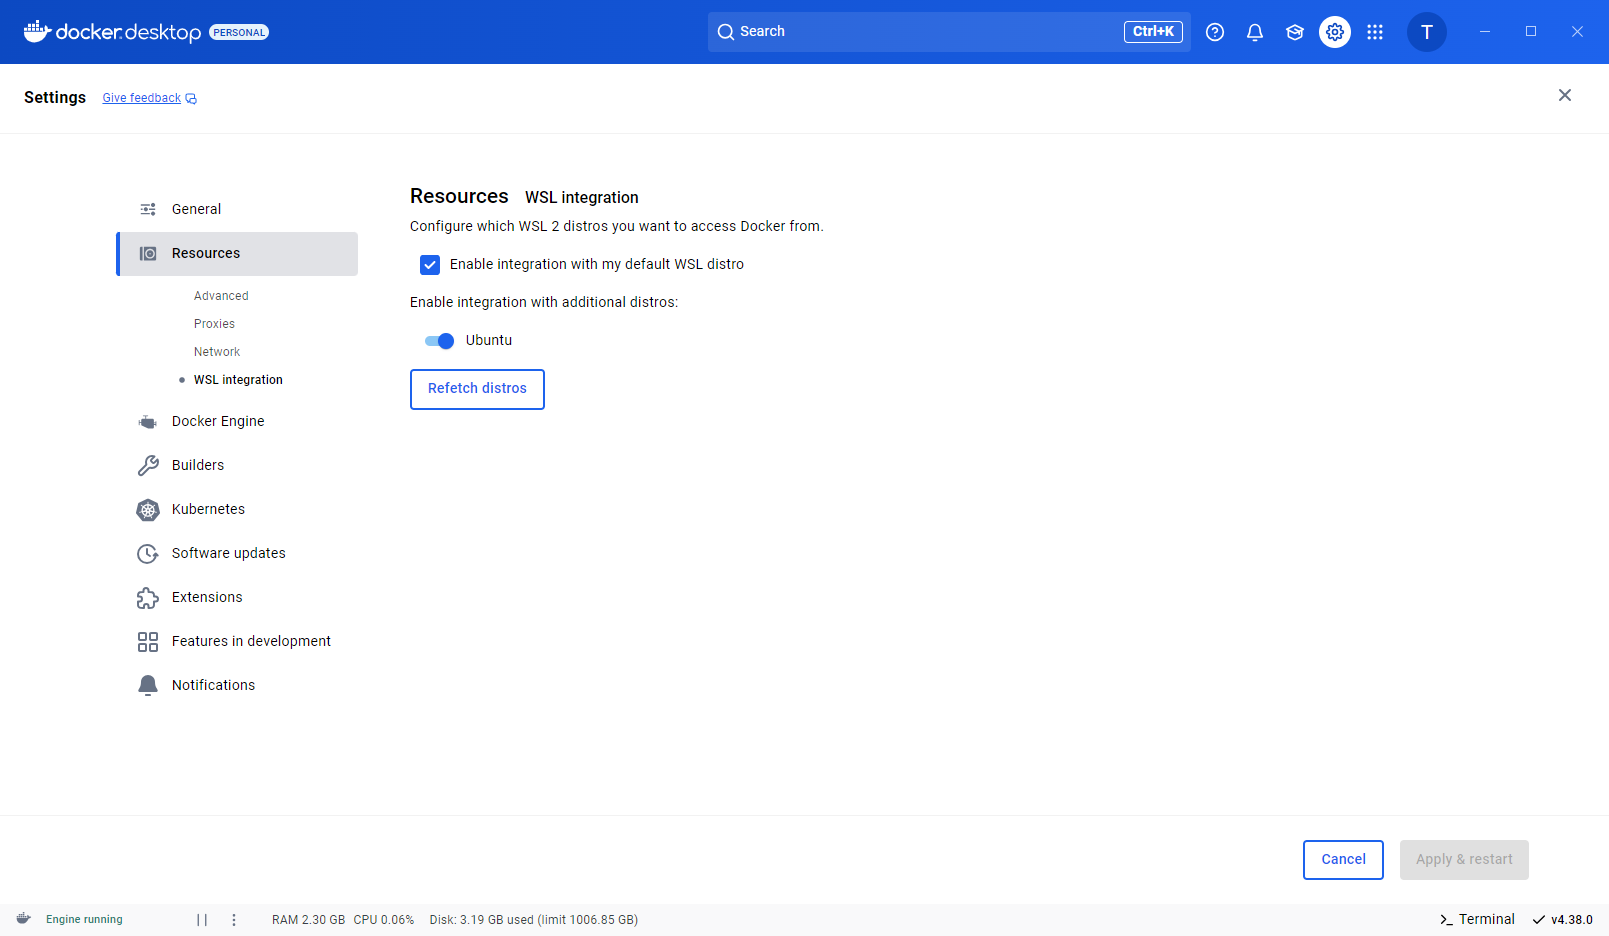 docker.desktop PERSONAL
Search
Ctrl+K
T
Settings
Give feedback
General
Resources
Advanced
Proxies
Network
WSL integration
Docker Engine
Builders
Kubernetes
Software updates
Extensions
Features in development
Notifications
Resources WSL integration
Configure which WSL 2 distros you want to access Docker from.
Enable integration with my default WSL distro
Enable integration with additional distros:
Ubuntu
Refetch distros
Cancel
Apply & restart
Engine running
RAM 2.30 GB CPU 0.06% Disk: 3.19 GB used (limit 1006.85 GB)
Terminal
v4.38.0